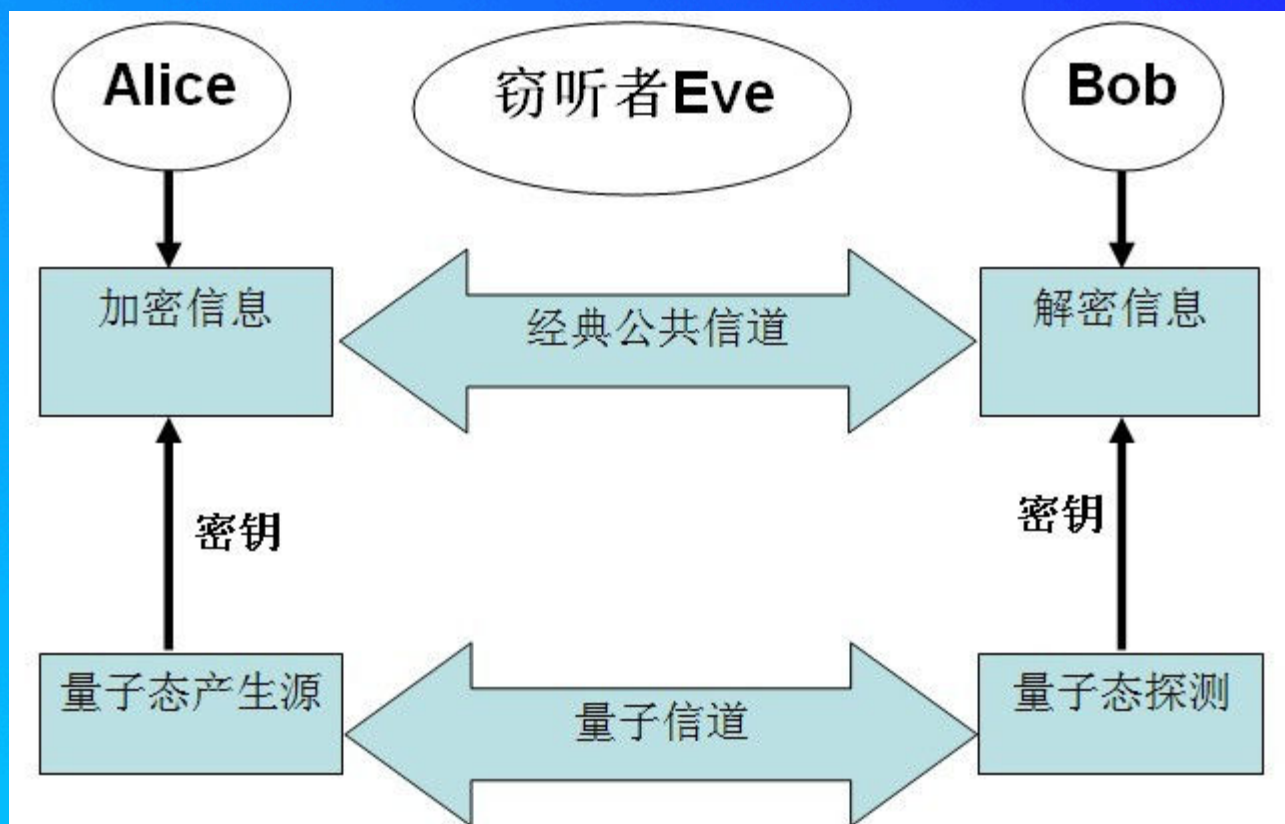 Alice
窃听者Eve
Bob
加密信息
经典公共信道
解密信息
密钥
密钥
量子态产生源
量子信道
量子态探测